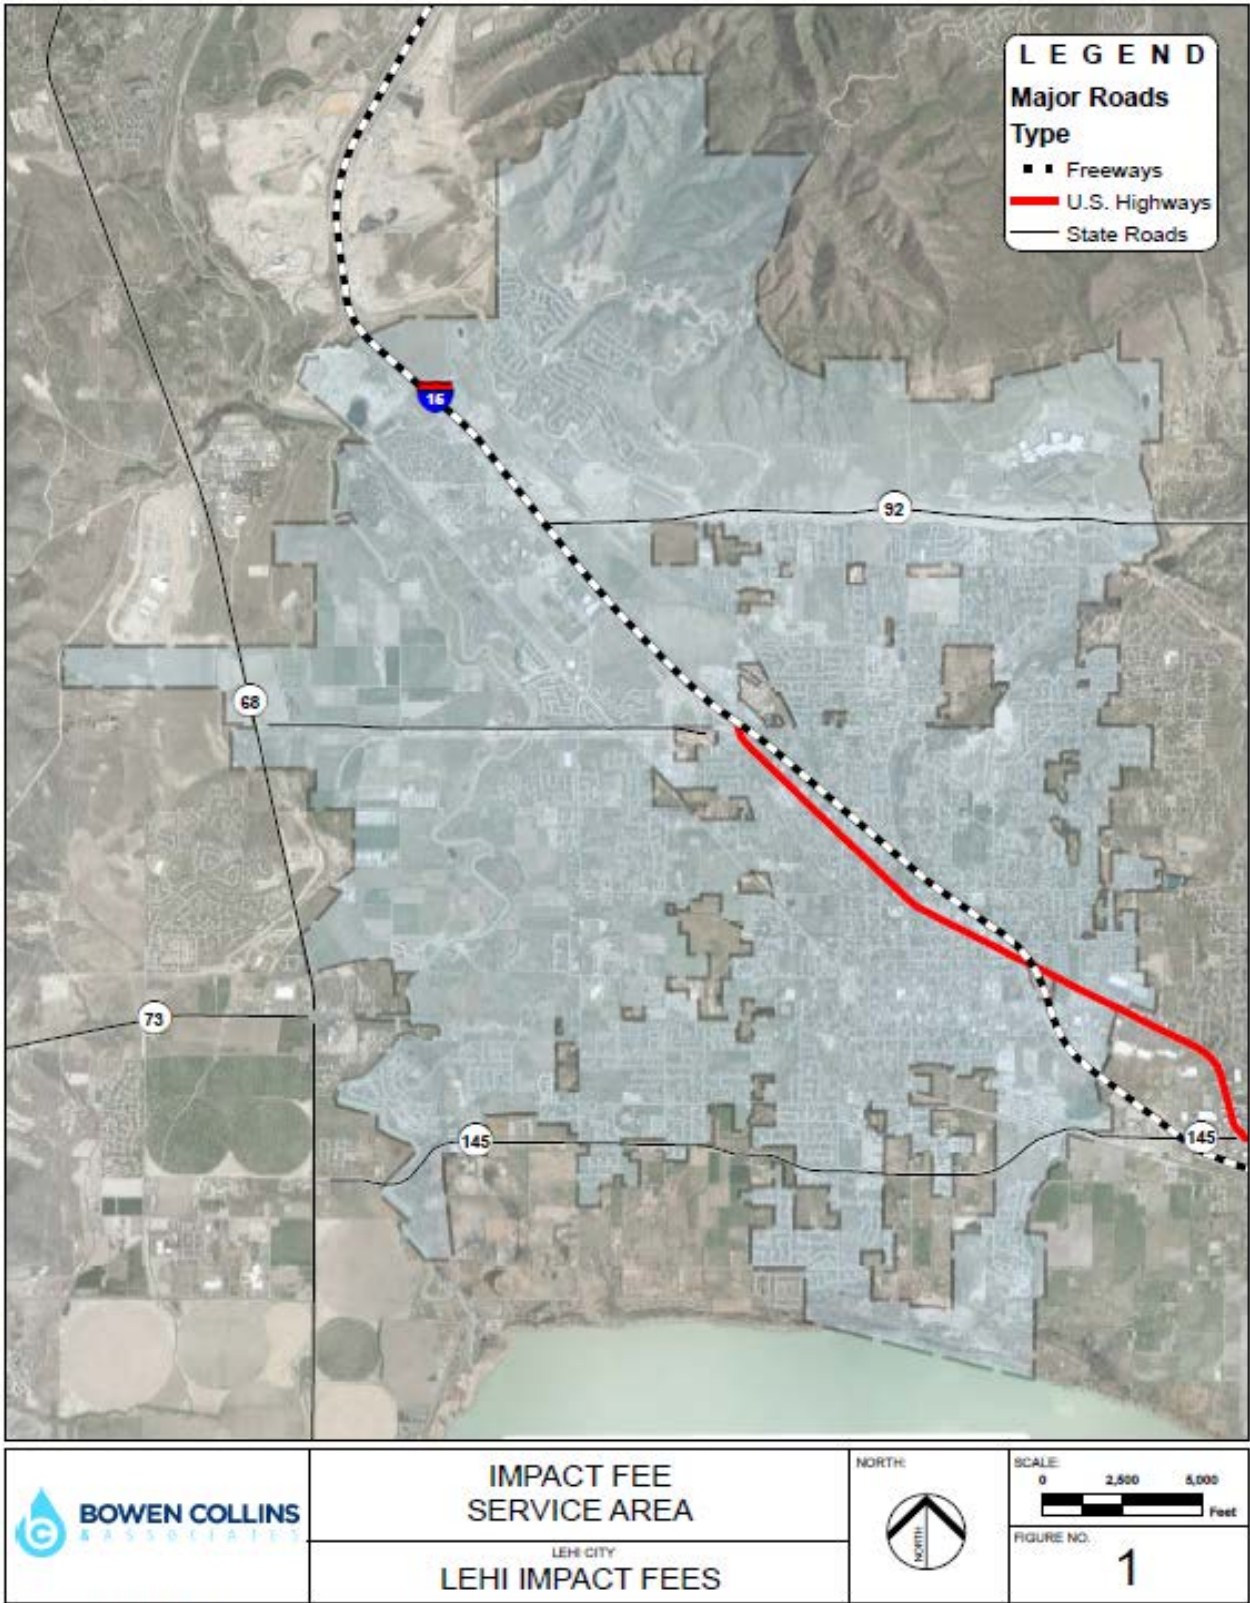 L E G E N D
Major Roads
Type
Freeways
U.S. Highways
State Roads
15
92
68
73
145
145
BOWEN COLLINS
& ASSOCIATES
IMPACT FEE
SERVICE AREA
LEHI CITY
LEHI IMPACT FEES
NORTH:
NORTH
SCALE:
0 2,500 5,000
Feet
FIGURE NO.
1